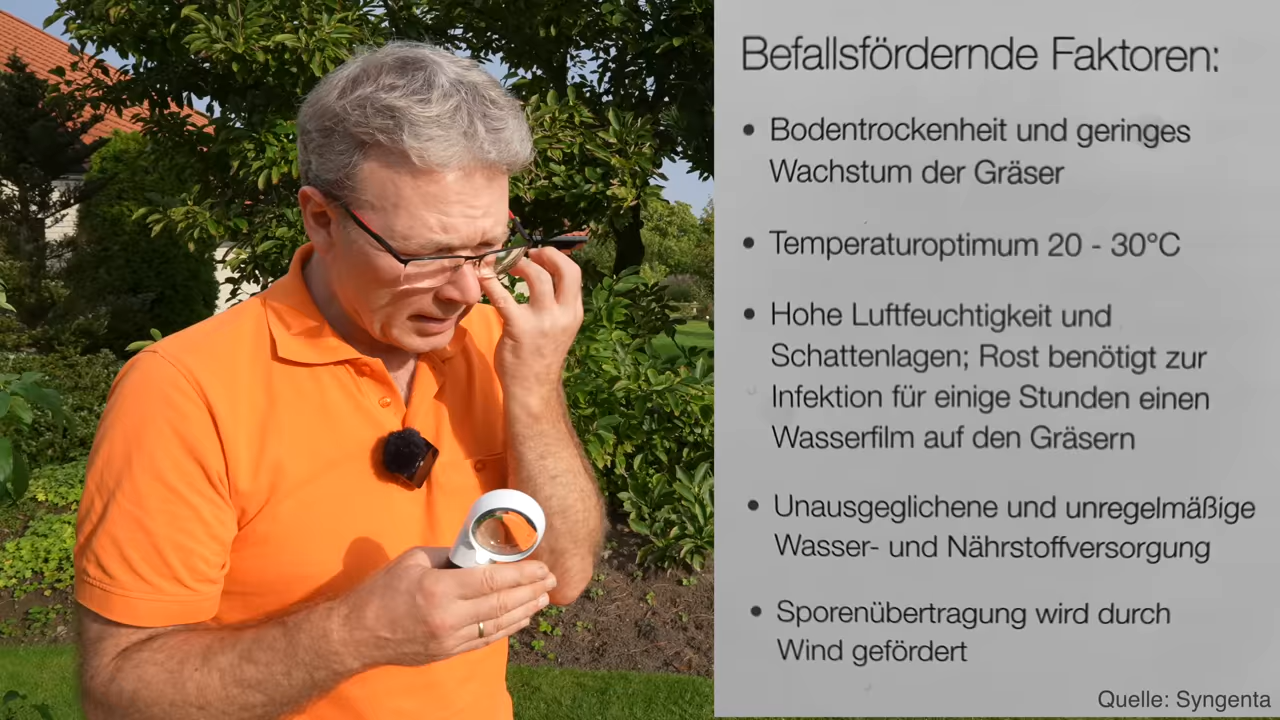 Befallsfördernde Faktoren:
• Bodentrockenheit und geringes
Wachstum der Gräser
• Temperaturoptimum 20 - 30°C
• Hohe Luftfeuchtigkeit und
Schattenlagen; Rost benötigt zur
Infektion für einige Stunden einen
Wasserfilm auf den Gräsern
• Unausgeglichene und unregelmäßige
Wasser- und Nährstoffversorgung
• Sporenübertragung wird durch
Wind gefördert
Quelle: Syngenta